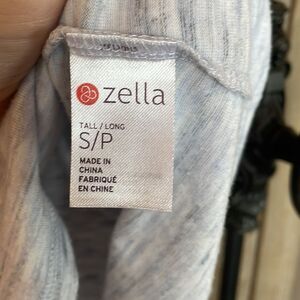 zella
TALL / LONG
S/P
MADE IN
CHINA
FABRIQUÉ
EN CHINE